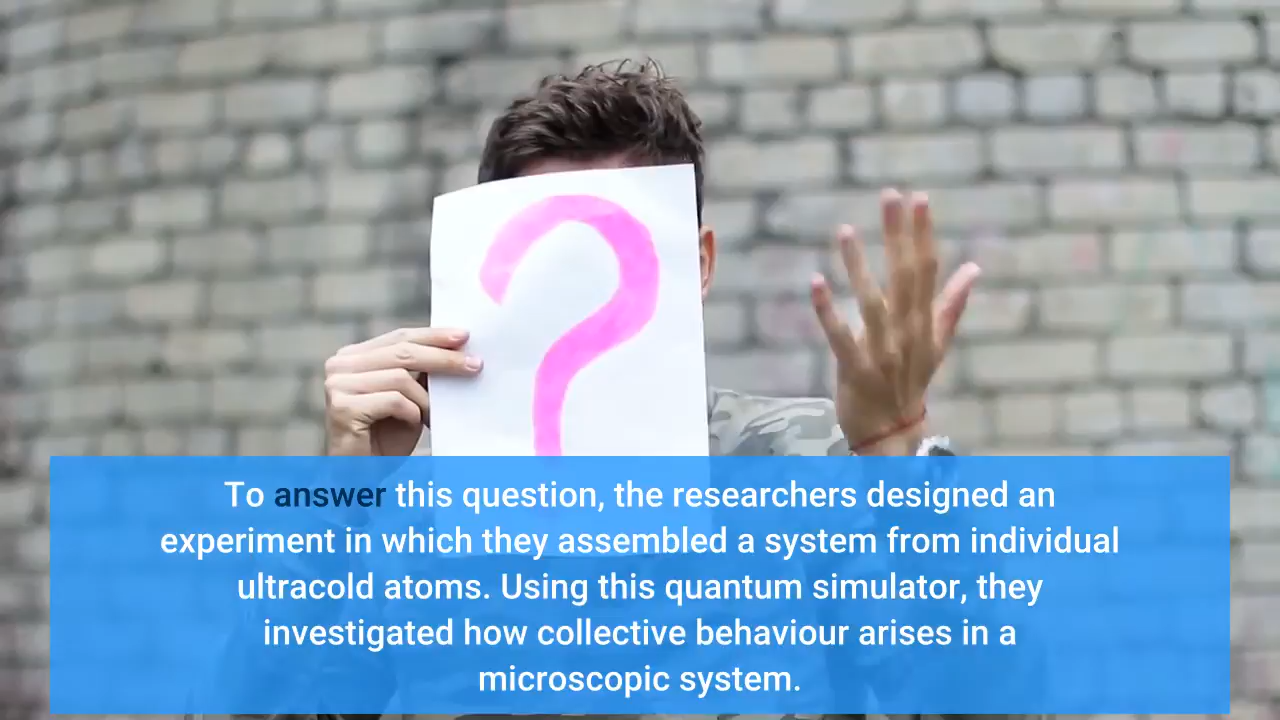 ?
To answer this question, the researchers designed an
experiment in which they assembled a system from individual
ultracold atoms. Using this quantum simulator, they
investigated how collective behaviour arises in a
microscopic system.